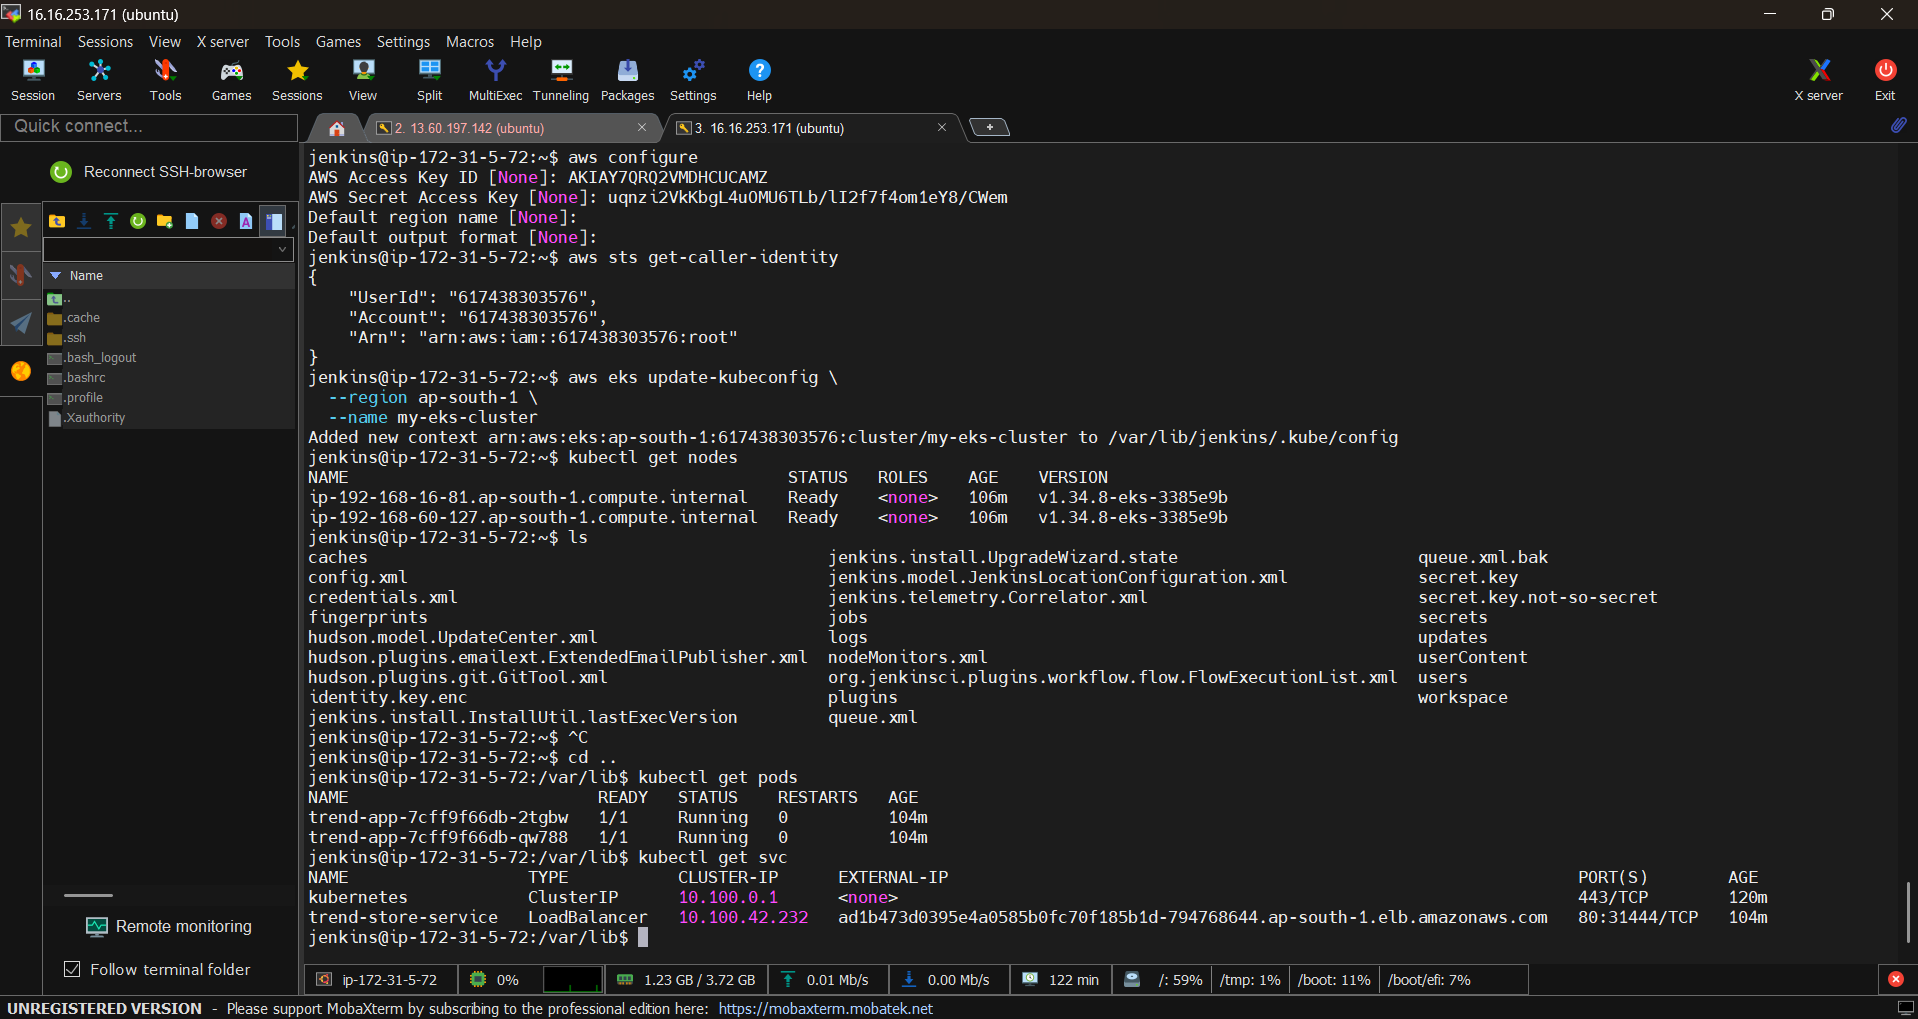 16.16.253.171 (ubuntu)
Terminal Sessions View X server Tools Games Settings Macros Help
Session Servers Tools Games Sessions View Split MultiExec Tunneling Packages Settings Help X server Exit
Quick connect...
2. 13.60.197.142 (ubuntu)
3. 16.16.253.171 (ubuntu)
Reconnect SSH-browser
Name
..
.cache
.ssh
.bash_logout
.bashrc
.profile
.Xauthority
Remote monitoring
Follow terminal folder
jenkins@ip-172-31-5-72:~$ aws configure
AWS Access Key ID [None]: AKIAY7QRQ2VMDHCUCAMZ
AWS Secret Access Key [None]: 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
Default region name [None]:
Default output format [None]:
jenkins@ip-172-31-5-72:~$ aws sts get-caller-identity
{
"UserId": "617438303576",
"Account": "617438303576",
"Arn": "arn:aws:iam::617438303576:root"
}
jenkins@ip-172-31-5-72:~$ aws eks update-kubeconfig \
--region ap-south-1 \
--name my-eks-cluster
Added new context arn:aws:eks:ap-south-1:617438303576:cluster/my-eks-cluster to /var/lib/jenkins/.kube/config
jenkins@ip-172-31-5-72:~$ kubectl get nodes
NAME STATUS ROLES AGE VERSION
ip-192-168-16-81.ap-south-1.compute.internal Ready <none> 106m v1.34.8-eks-3385e9b
ip-192-168-60-127.ap-south-1.compute.internal Ready <none> 106m v1.34.8-eks-3385e9b
jenkins@ip-172-31-5-72:~$ ls
caches jenkins.install.UpgradeWizard.state queue.xml.bak
config.xml jenkins.model.JenkinsLocationConfiguration.xml secret.key
credentials.xml jenkins.telemetry.Correlator.xml secret.key.not-so-secret
fingerprints jobs secrets
hudson.model.UpdateCenter.xml logs updates
hudson.plugins.emailext.ExtendedEmailPublisher.xml nodeMonitors.xml userContent
hudson.plugins.git.GitTool.xml org.jenkinsci.plugins.workflow.flow.FlowExecutionList.xml users
identity.key.enc plugins workspace
jenkins.install.InstallUtil.lastExecVersion queue.xml
jenkins@ip-172-31-5-72:~$ ^C
jenkins@ip-172-31-5-72:~$ cd ..
jenkins@ip-172-31-5-72:/var/lib$ kubectl get pods
NAME READY STATUS RESTARTS AGE
trend-app-7cff9f66db-2tgbw 1/1 Running 0 104m
trend-app-7cff9f66db-qw788 1/1 Running 0 104m
jenkins@ip-172-31-5-72:/var/lib$ kubectl get svc
NAME TYPE CLUSTER-IP EXTERNAL-IP PORT(S) AGE
kubernetes ClusterIP 10.100.0.1 <none> 443/TCP 120m
trend-store-service LoadBalancer 10.100.42.232 ad1b473d0395e4a0585b0fc70f185b1d-794768644.ap-south-1.elb.amazonaws.com 80:31444/TCP 104m
jenkins@ip-172-31-5-72:/var/lib$
ip-172-31-5-72 0% 1.23 GB / 3.72 GB 0.01 Mb/s 0.00 Mb/s 122 min /: 59% /tmp: 1% /boot: 11% /boot/efi: 7%
UNREGISTERED VERSION - Please support MobaXterm by subscribing to the professional edition here: https://mobaxterm.mobatek.net